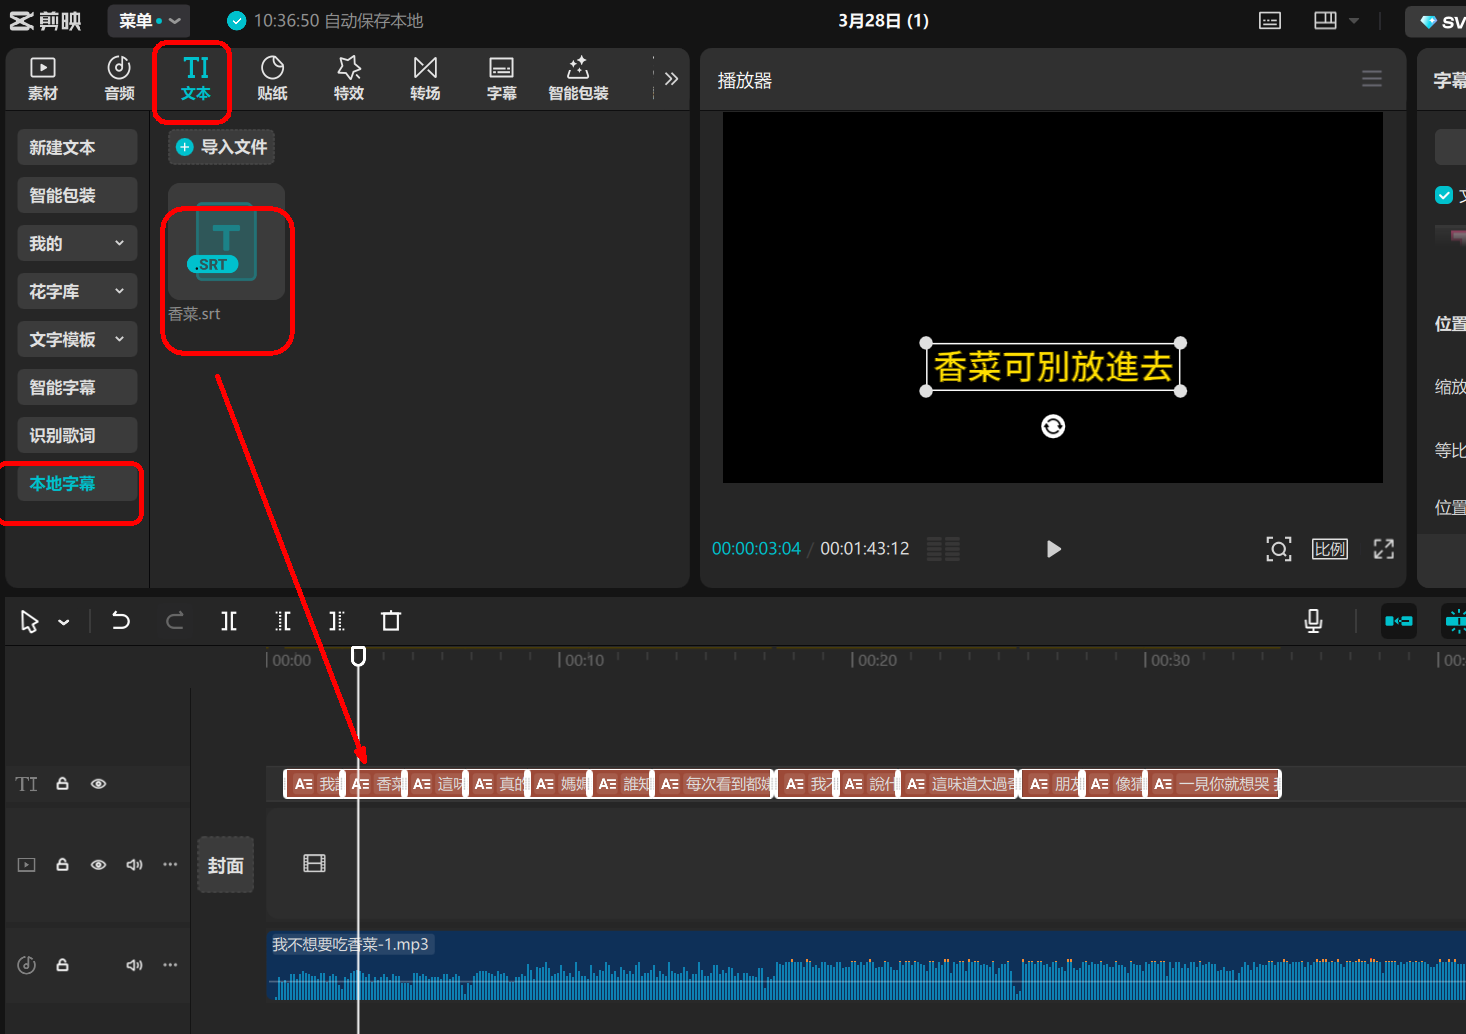 剪映
菜单
10:36:50 自动保存本地
3月28日 (1)
SV
素材
音频
TI
文本
贴纸
特效
转场
字幕
智能包装
播放器
字幕
新建文本
智能包装
我的
花字库
文字模板
智能字幕
识别歌词
本地字幕
导入文件
T
.SRT
香菜.srt
香菜可別放進去
位置
缩放
等比
位置
00:00:03:04 / 00:01:43:12
比例
00:00
00:10
00:20
00:30
00:
TI
香菜
這味
真的
媽媽
誰知
每次看到都嫌
我不
說什
這味道太過奇
朋友
像猜
一見你就想哭
封面
我不想要吃香菜-1.mp3